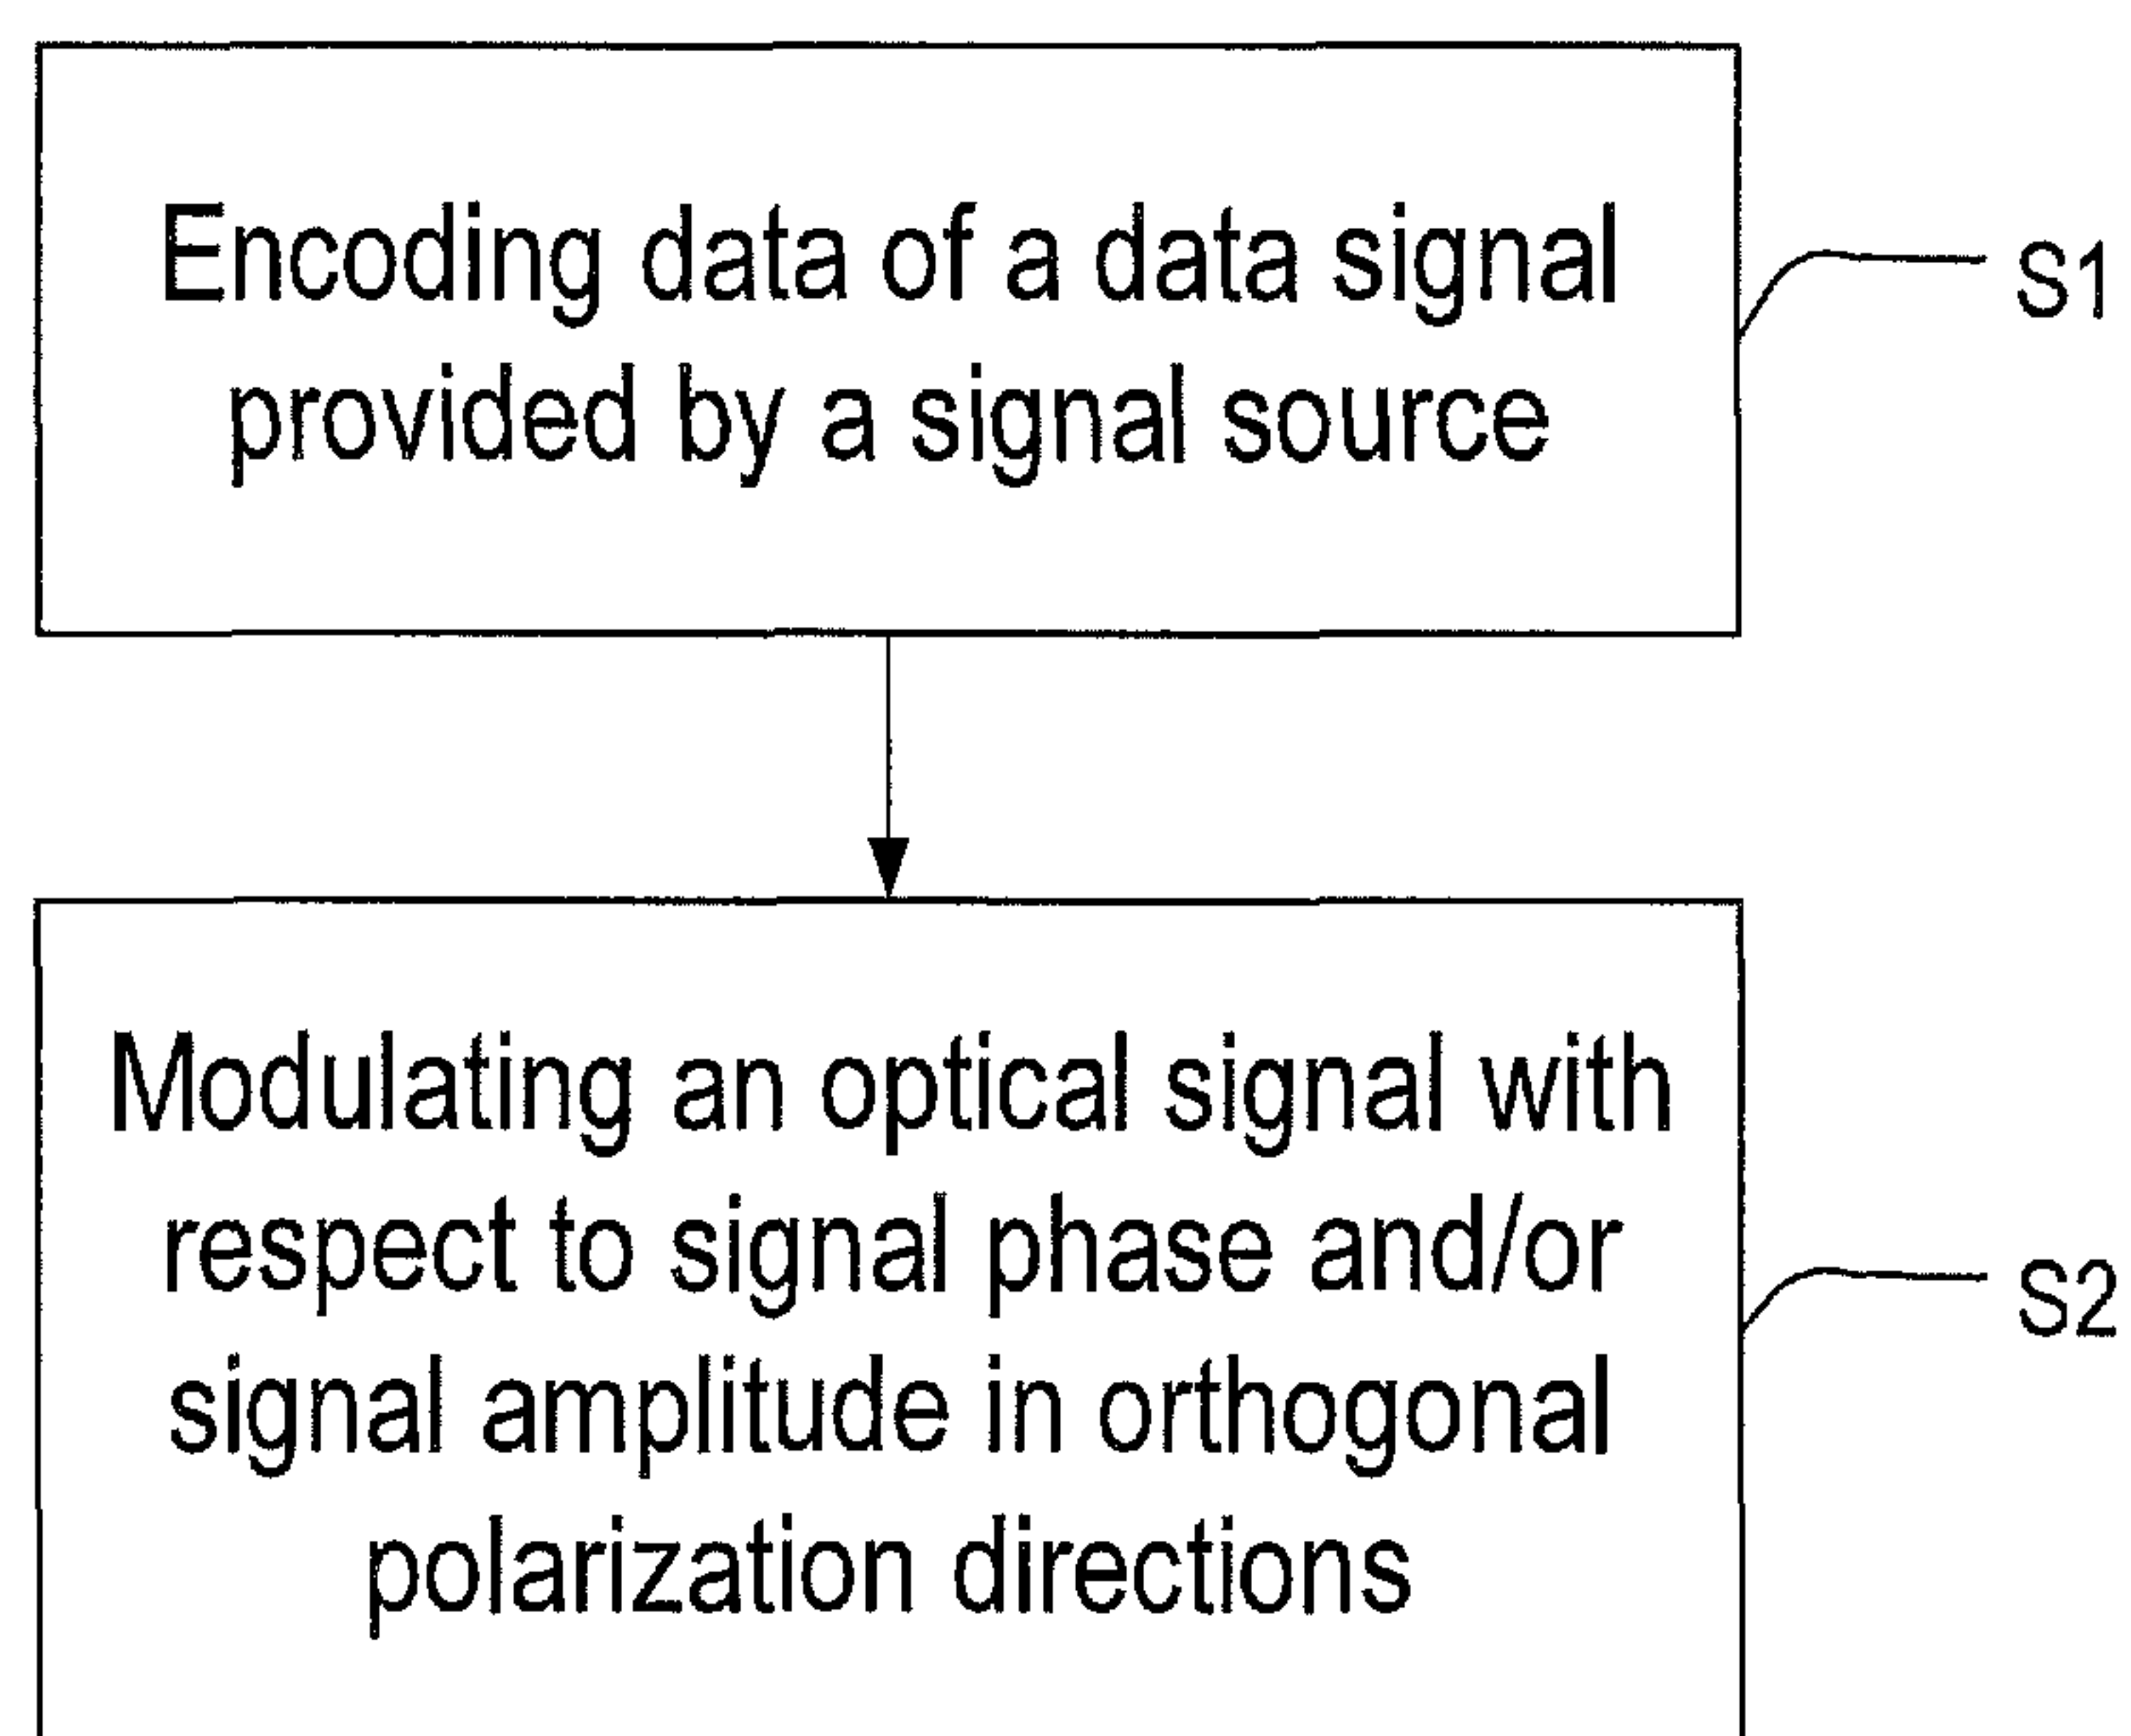 Encoding data of a data signal
provided by a signal source
S1
Modulating an optical signal with
respect to signal phase and/or
signal amplitude in orthogonal
polarization directions
S2